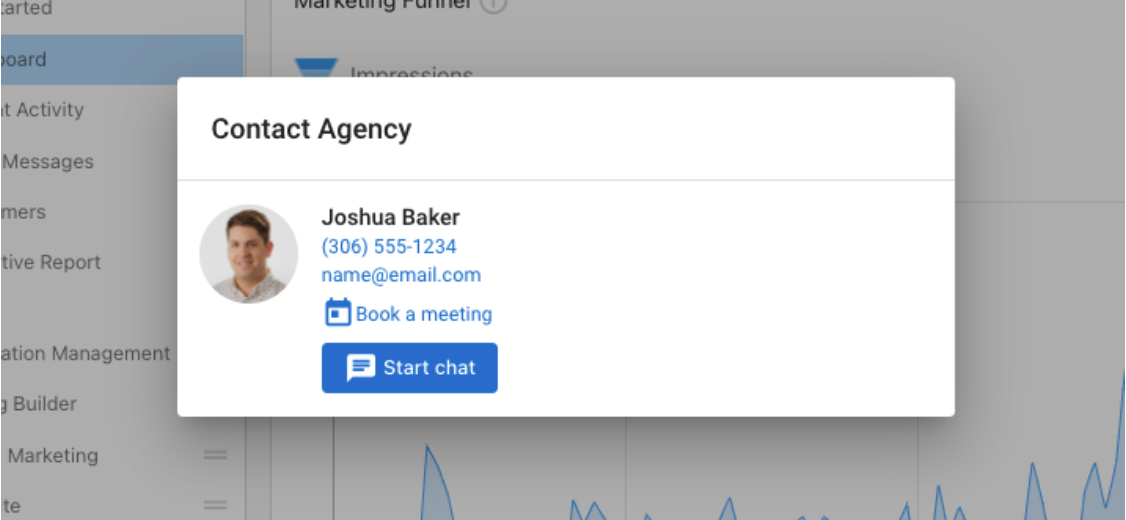 tarted
Marketing Funnel
board
Impressions
t Activity
Contact Agency
Messages
mers
Joshua Baker
(306) 555-1234
tive Report
name@email.com
Book a meeting
ation Management
Start chat
g Builder
Marketing
te